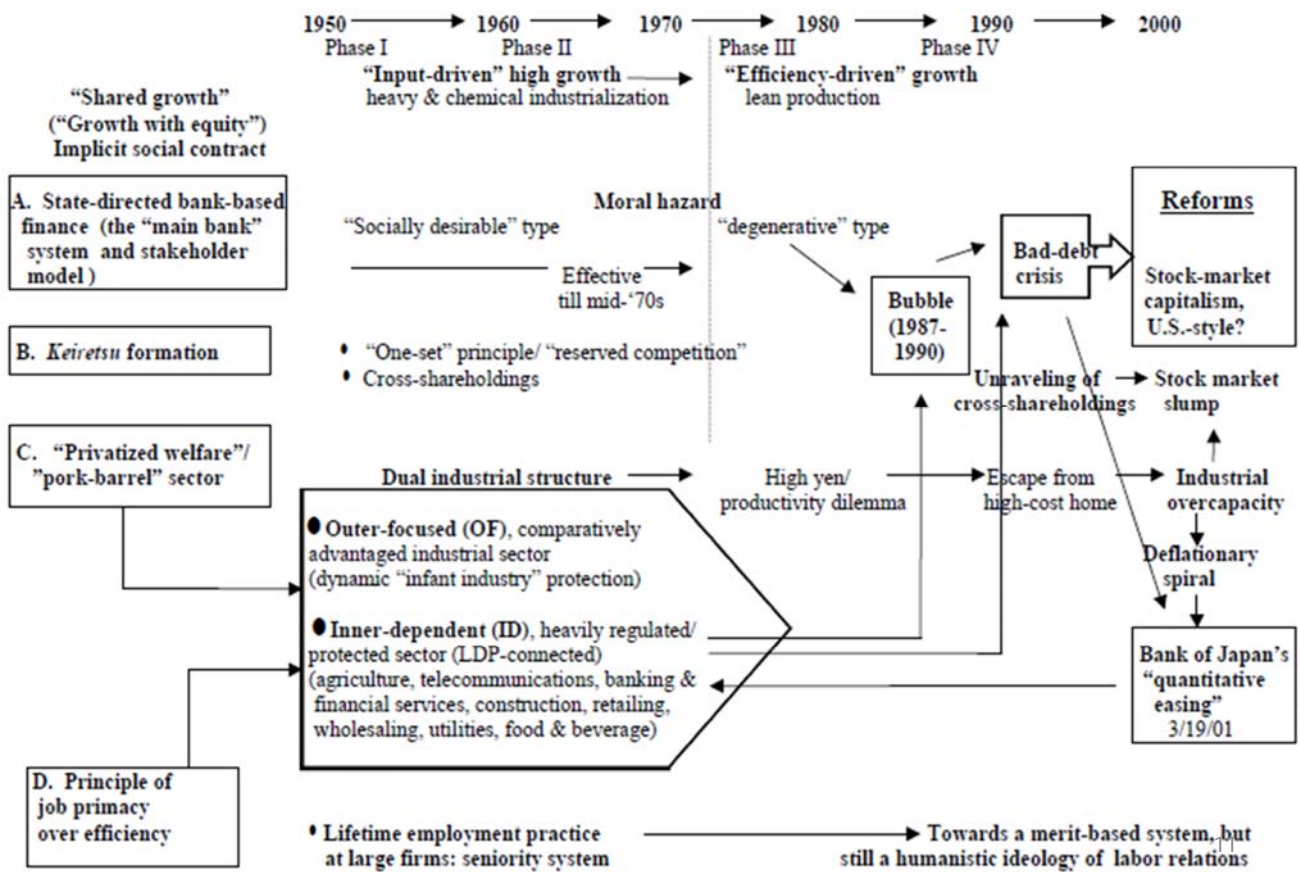 1950 1960 1970 1980 1990 2000
Phase I Phase II Phase III Phase IV
“Input-driven” high growth
heavy & chemical industrialization
“Efficiency-driven” growth
lean production
“Shared growth”
(“Growth with equity”)
Implicit social contract
A. State-directed bank-based
finance (the “main bank”
system and stakeholder
model )
Moral hazard
“Socially desirable” type
“degenerative” type
Effective
till mid-‘70s
Bubble
(1987-
1990)
Bad-debt
crisis
Reforms
Stock-market
capitalism,
U.S.-style?
B. Keiretsu formation
• “One-set” principle/ “reserved competition”
• Cross-shareholdings
Unraveling of
cross-shareholdings
Stock market
slump
C. “Privatized welfare”/
”pork-barrel” sector
Dual industrial structure
High yen/
productivity dilemma
Escape from
high-cost home
Industrial
overcapacity
Deflationary
spiral
● Outer-focused (OF), comparatively
advantaged industrial sector
(dynamic “infant industry” protection)
● Inner-dependent (ID), heavily regulated/
protected sector (LDP-connected)
(agriculture, telecommunications, banking &
financial services, construction, retailing,
wholesaling, utilities, food & beverage)
Bank of Japan’s
“quantitative
easing”
3/19/01
D. Principle of
job primacy
over efficiency
• Lifetime employment practice
at large firms: seniority system
Towards a merit-based system, but
still a humanistic ideology of labor relations
11